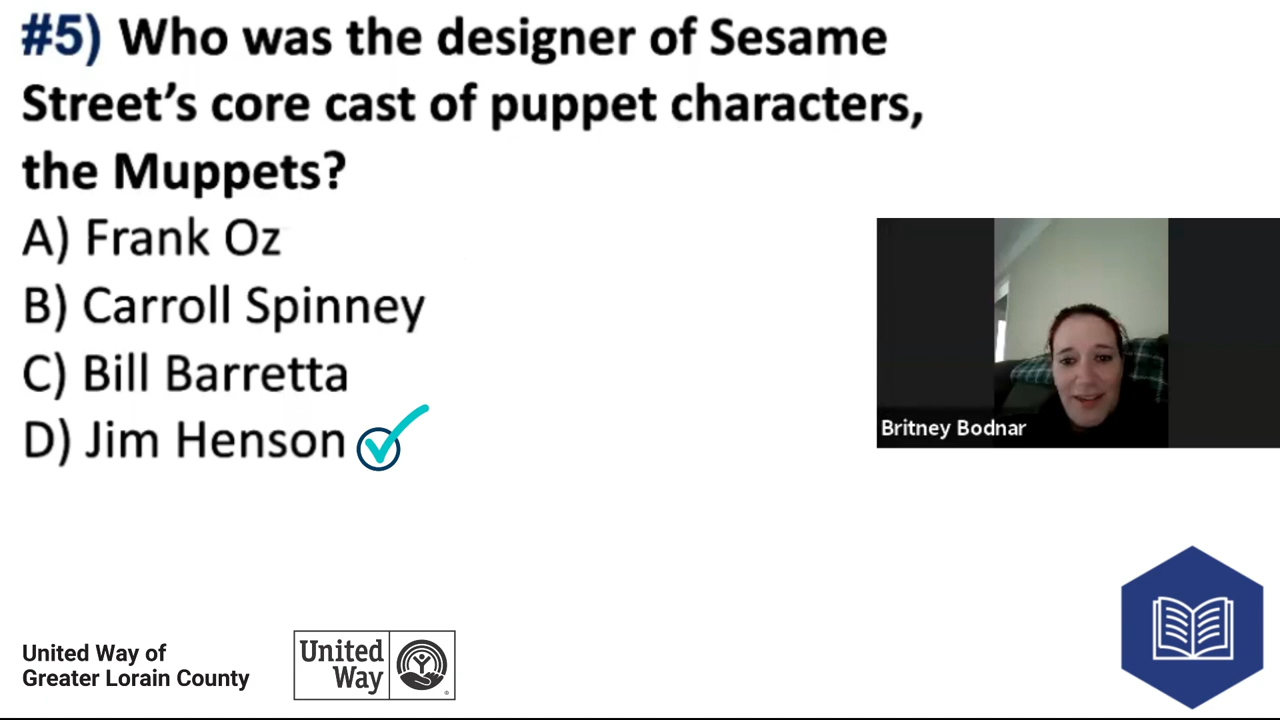 #5) Who was the designer of Sesame
Street’s core cast of puppet characters,
the Muppets?
A) Frank Oz
B) Carroll Spinney
C) Bill Barretta
D) Jim Henson
Britney Bodnar
United Way of
Greater Lorain County
United
Way
®